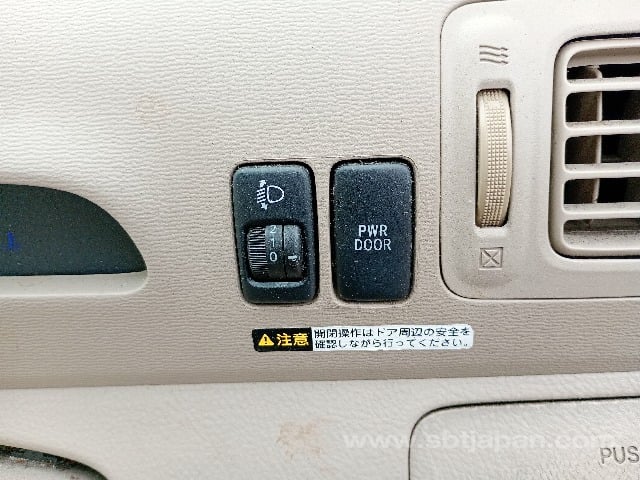 2
1
0
PWR
DOOR
注意
開閉操作はドア周辺の安全を
確認しながら行ってください。
www.sbtjapan.com
PUS